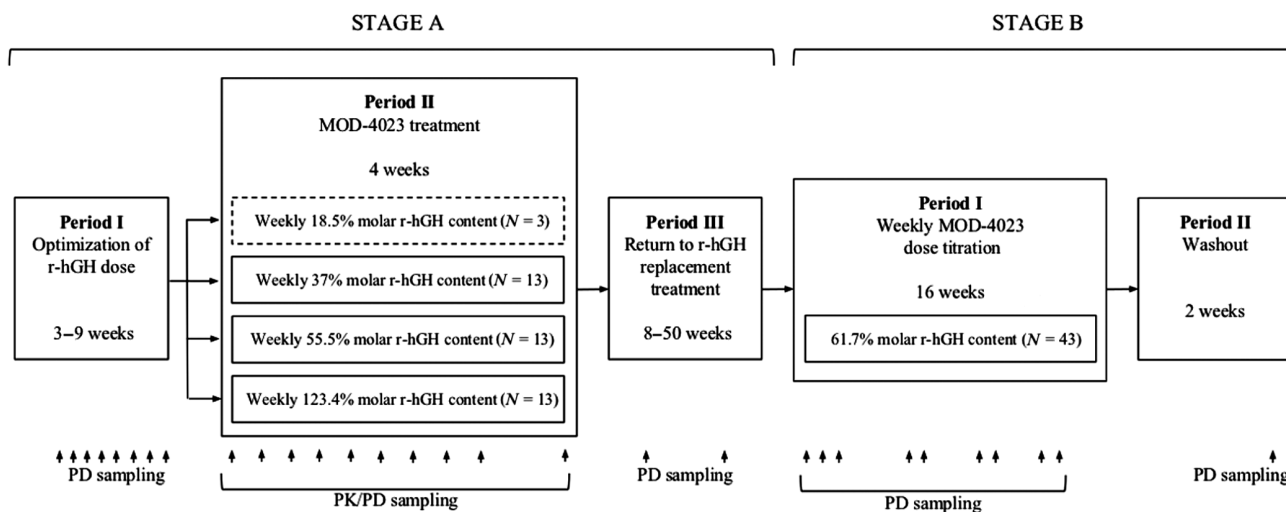 STAGE A
STAGE B
Period I
Optimization of
r-hGH dose
3–9 weeks
Period II
MOD-4023 treatment
4 weeks
Weekly 18.5% molar r-hGH content (N = 3)
Weekly 37% molar r-hGH content (N = 13)
Weekly 55.5% molar r-hGH content (N = 13)
Weekly 123.4% molar r-hGH content (N = 13)
Period III
Return to r-hGH
replacement
treatment
8–50 weeks
Period I
Weekly MOD-4023
dose titration
16 weeks
61.7% molar r-hGH content (N = 43)
Period II
Washout
2 weeks
PD sampling
PK/PD sampling
PD sampling
PD sampling
PD sampling